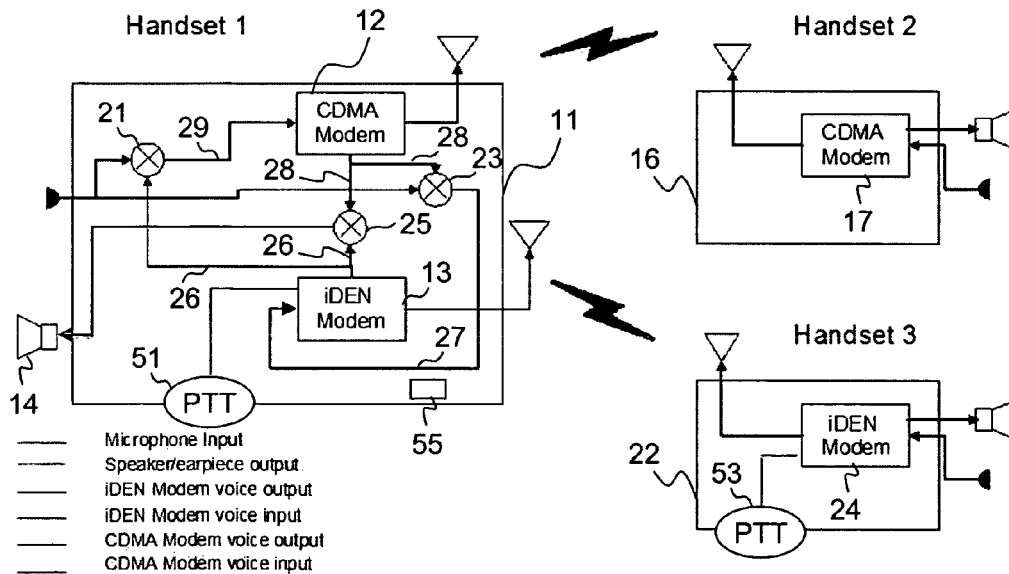 Handset 1
12
Handset 2
CDMA
Modem
21
29
28
11
23
28
CDMA
Modem
16
17
25
26
26
13
iDEN
Modem
27
Handset 3
14
51
PTT
55
iDEN
Modem
22
53
24
PTT
Microphone Input
Speaker/earpiece output
iDEN Modem voice output
iDEN Modem voice input
CDMA Modem voice output
CDMA Modem voice input